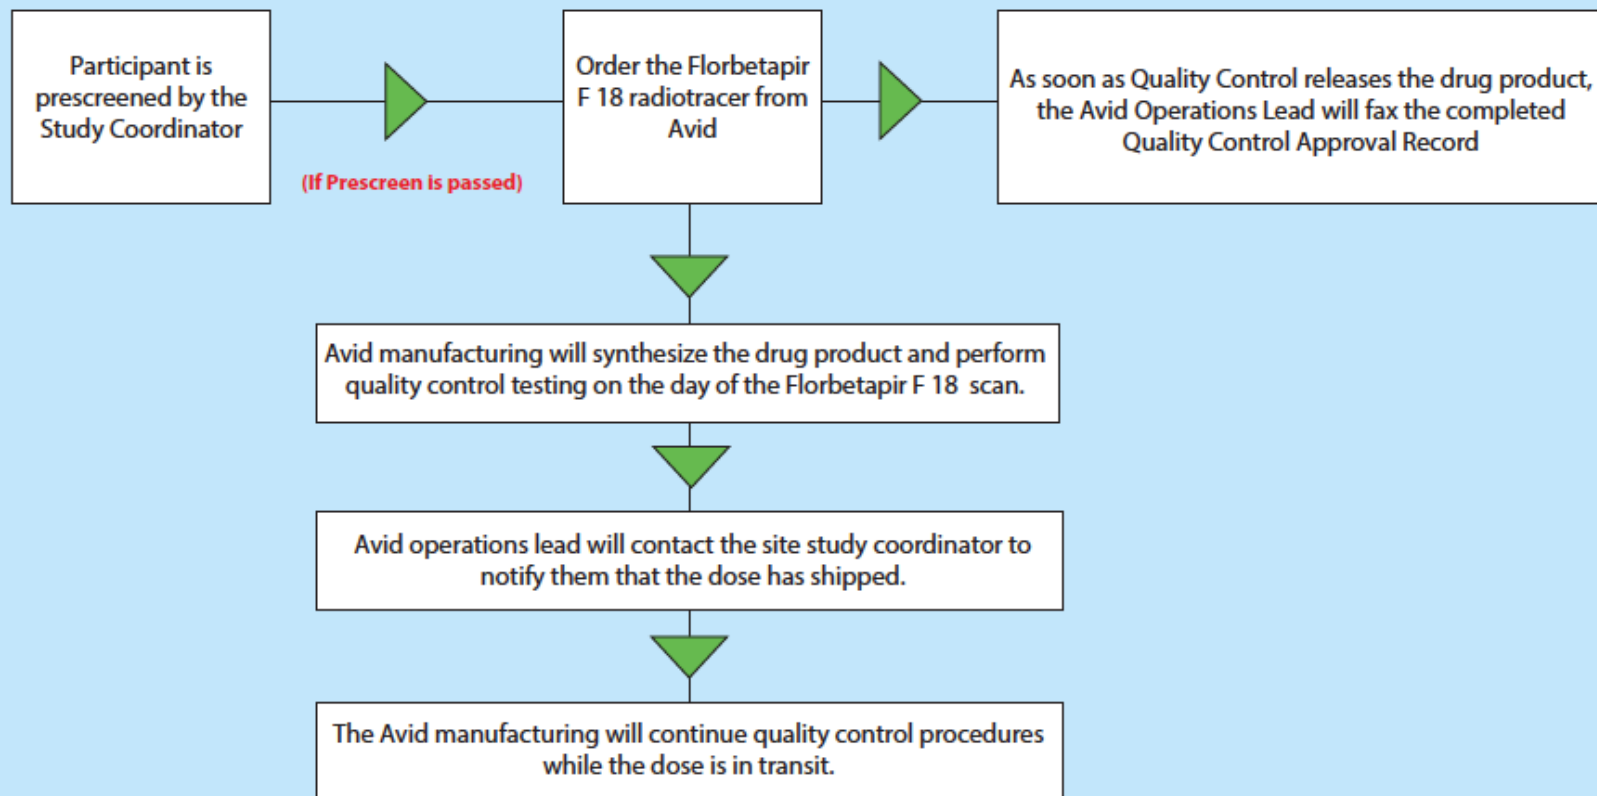 Participant is
prescreened by the
Study Coordinator
(If Prescreen is passed)
Order the Florbetapir
F 18 radiotracer from
Avid
As soon as Quality Control releases the drug product,
the Avid Operations Lead will fax the completed
Quality Control Approval Record
Avid manufacturing will synthesize the drug product and perform
quality control testing on the day of the Florbetapir F 18 scan.
Avid operations lead will contact the site study coordinator to
notify them that the dose has shipped.
The Avid manufacturing will continue quality control procedures
while the dose is in transit.